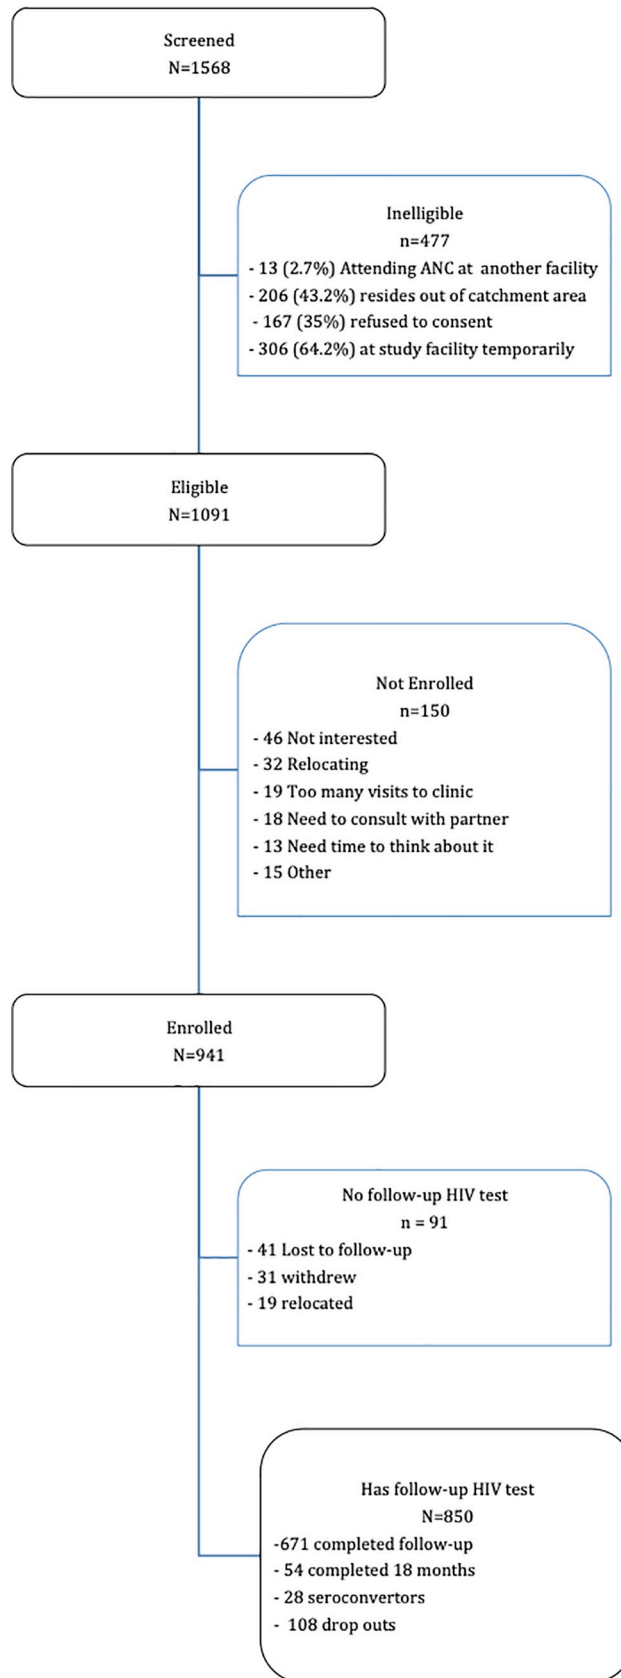 Screened
N=1568
Inelligible
n=477
- 13 (2.7%) Attending ANC at another facility
- 206 (43.2%) resides out of catchment area
- 167 (35%) refused to consent
- 306 (64.2%) at study facility temporarily
Eligible
N=1091
Not Enrolled
n=150
- 46 Not interested
- 32 Relocating
- 19 Too many visits to clinic
- 18 Need to consult with partner
- 13 Need time to think about it
- 15 Other
Enrolled
N=941
No follow-up HIV test
n = 91
- 41 Lost to follow-up
- 31 withdrew
- 19 relocated
Has follow-up HIV test
N=850
-671 completed follow-up
- 54 completed 18 months
- 28 seroconvertors
- 108 drop outs